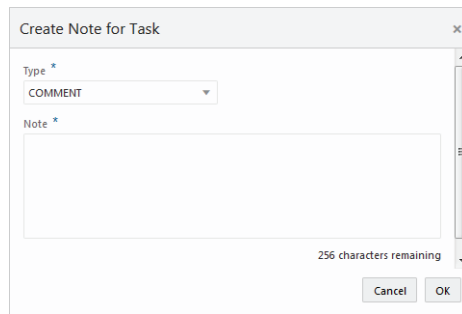 Create Note for Task ×
Type *
COMMENT
Note *
256 characters remaining
Cancel OK